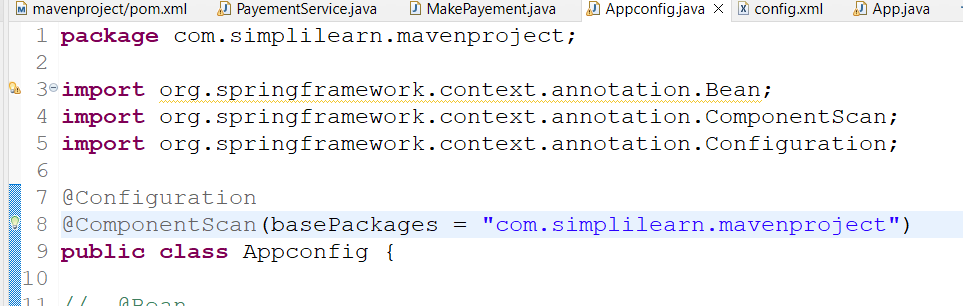 mavenproject/pom.xml PayementService.java MakePayement.java Appconfig.java config.xml App.java
1 package com.simplilearn.mavenproject;
2
3 import org.springframework.context.annotation.Bean;
4 import org.springframework.context.annotation.ComponentScan;
5 import org.springframework.context.annotation.Configuration;
6
7 @Configuration
8 @ComponentScan(basePackages = "com.simplilearn.mavenproject")
9 public class Appconfig {
10
11 // @Bean